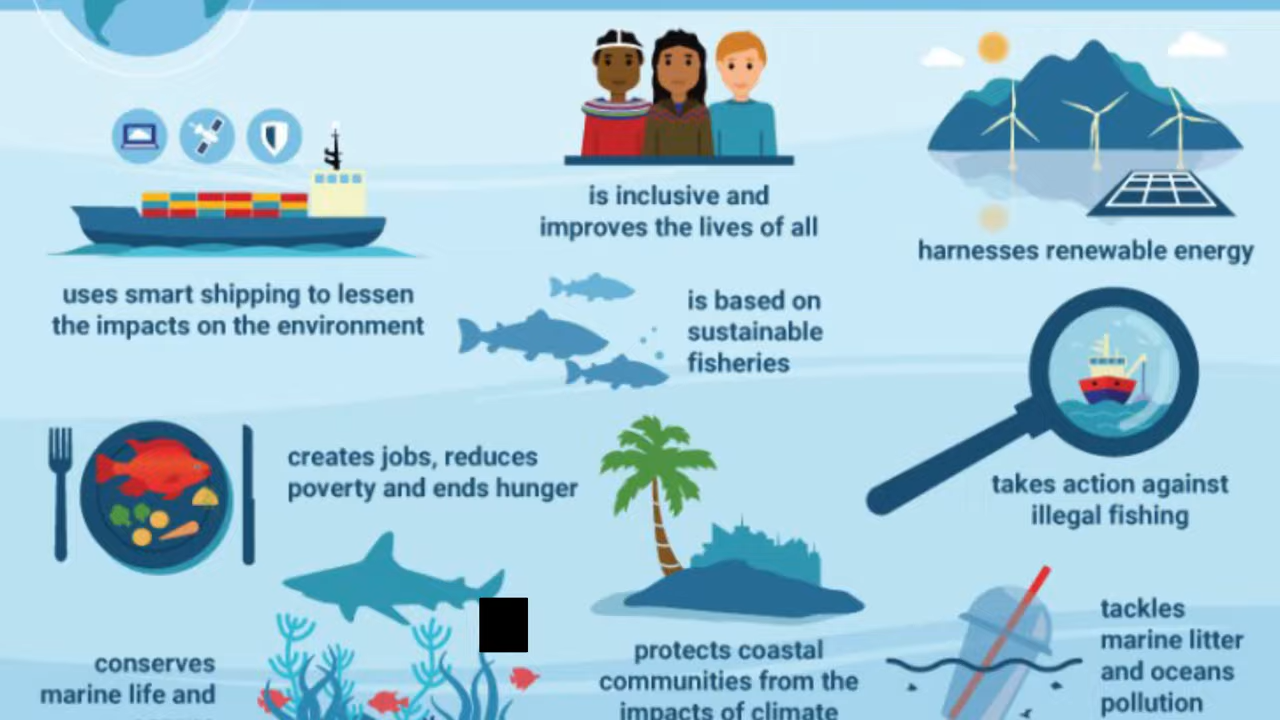 is inclusive and
improves the lives of all
harnesses renewable energy
uses smart shipping to lessen
the impacts on the environment
is based on
sustainable
fisheries
creates jobs, reduces
poverty and ends hunger
takes action against
illegal fishing
conserves
marine life and
protects coastal
communities from the
impacts of climate
tackles
marine litter
and oceans
pollution